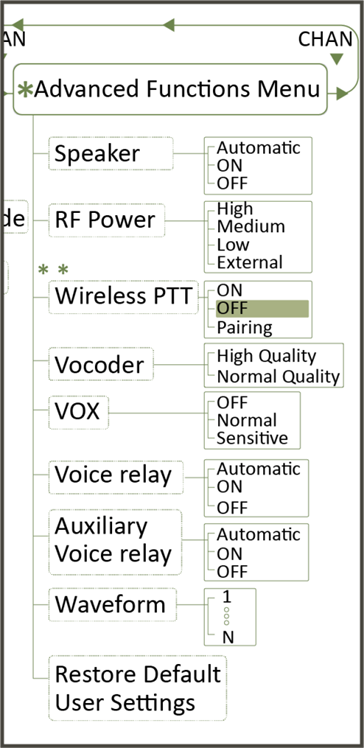 AN
CHAN
*Advanced Functions Menu
Speaker
Automatic
ON
OFF
de
RF Power
High
Medium
Low
External
* *
Wireless PTT
ON
OFF
Pairing
Vocoder
High Quality
Normal Quality
VOX
OFF
Normal
Sensitive
Voice relay
Automatic
ON
OFF
Auxiliary
Voice relay
Automatic
ON
OFF
Waveform
1
N
Restore Default
User Settings